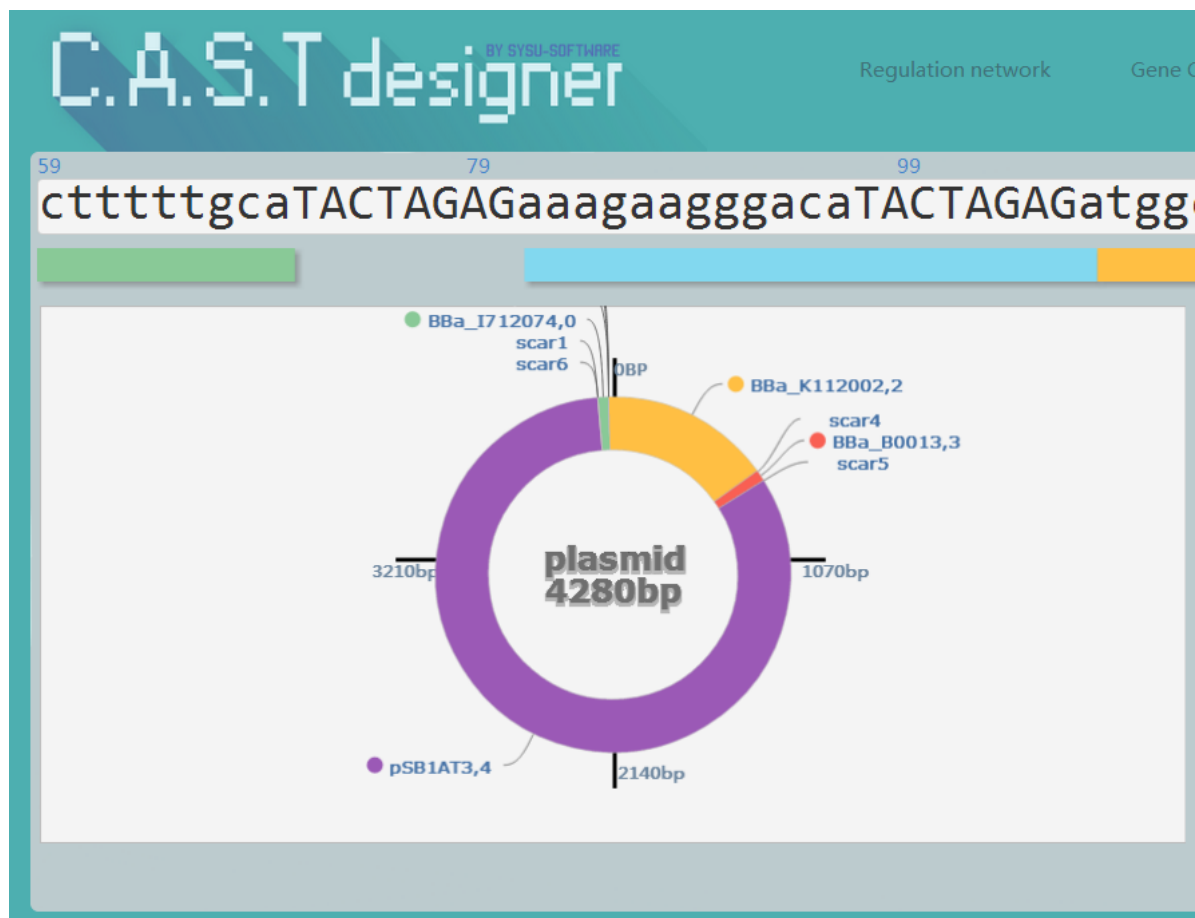 C.A.S.T designer
BY SYSU-SOFTWARE
Regulation network
Gene
59
79
99
ctttttgcaTACTAGAGaaagaagggacaTACTAGAGatgg
BBa_I712074,0
scar1
scar6
0BP
BBa_K112002,2
scar4
BBa_B0013,3
scar5
3210bp
plasmid
4280bp
1070bp
pSB1AT3,4
2140bp